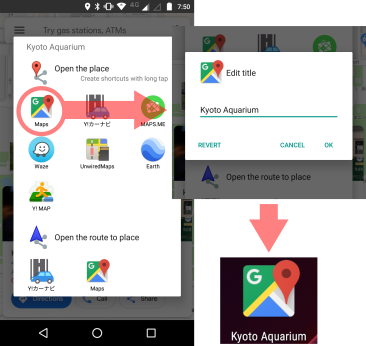 4G 7:50
Try gas stations, ATMs
Kyoto Aquarium
Open the place
Create shortcuts with long tap
Maps Y!カーナビ MAPS.ME
Waze UnwiredMaps Earth
Y! MAP
Open the route to place
Y!カーナビ Maps
Directions Call Share
Edit title
Kyoto Aquarium
REVERT CANCEL OK
Open the route to place
Kyoto Aquarium